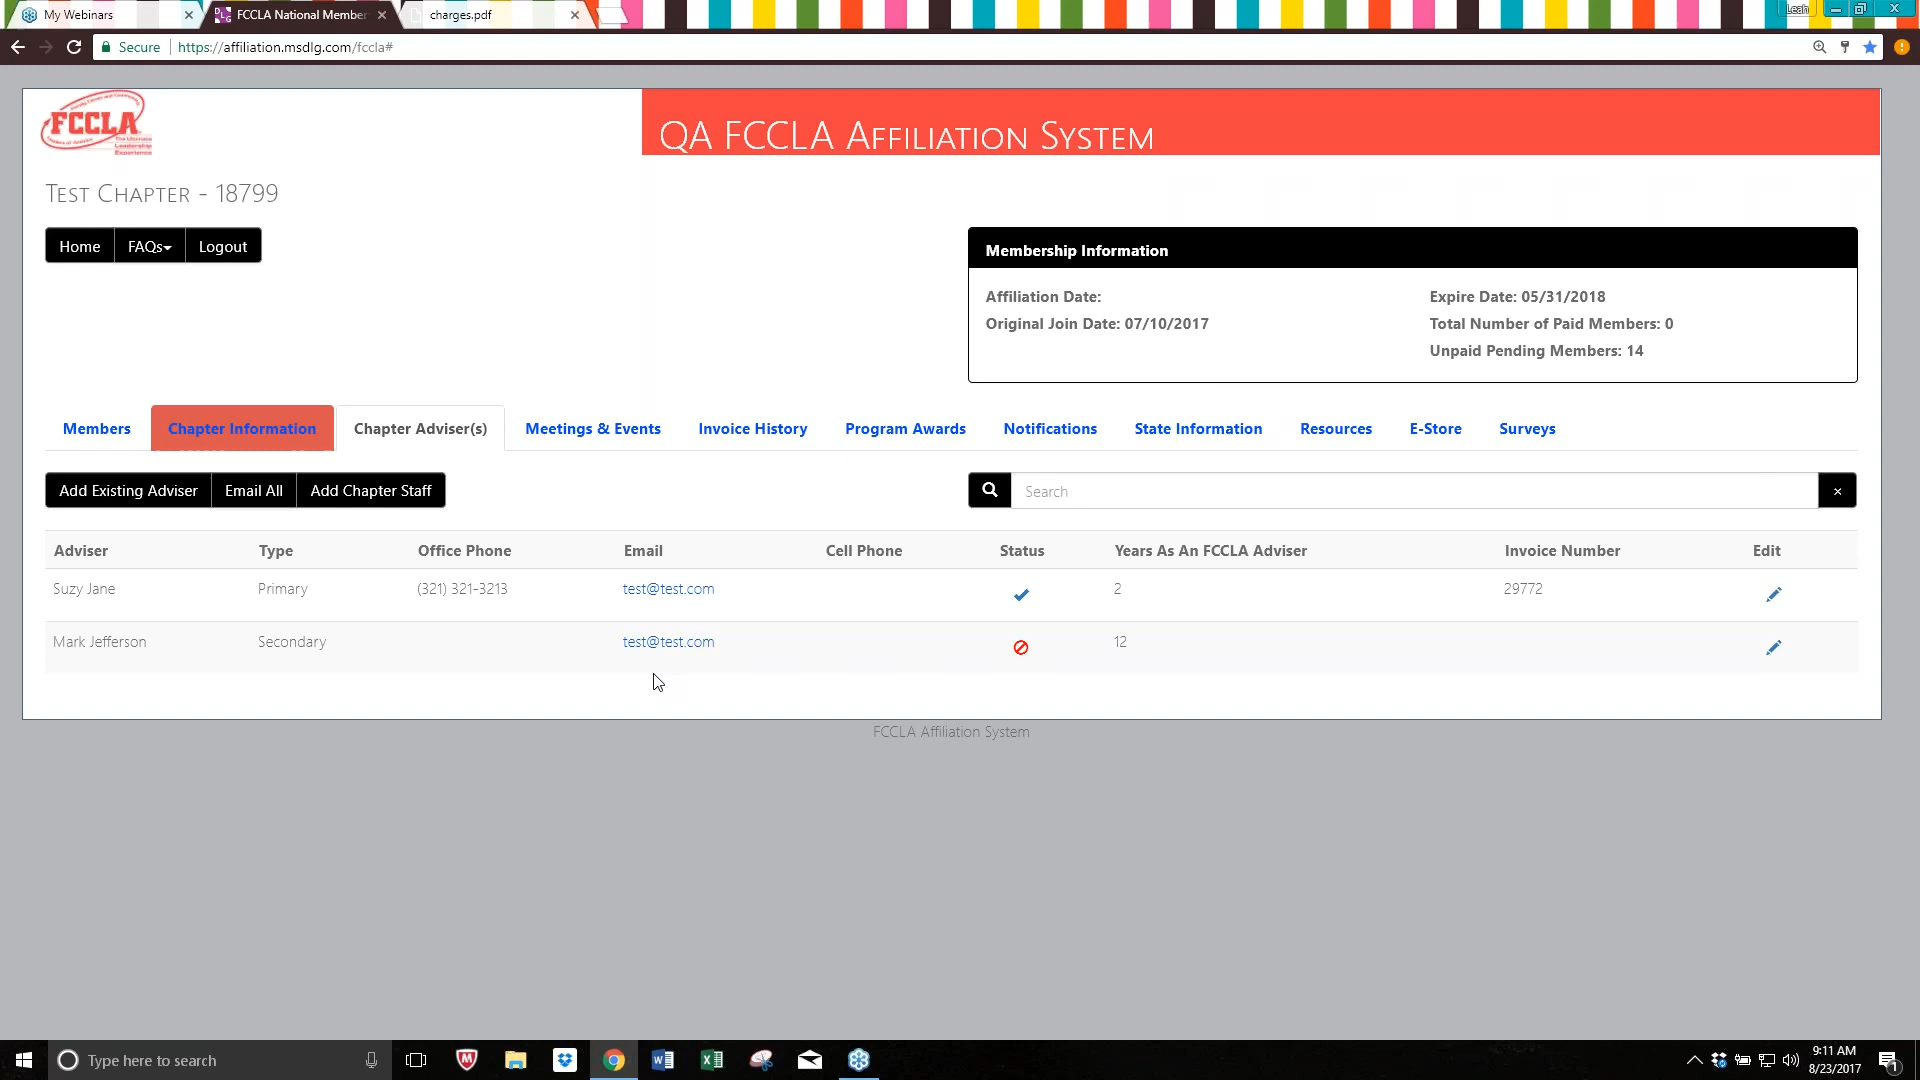 My Webinars
FCCLA National Member
charges.pdf
Leah
Secure
https://affiliation.msdlg.com/fccla#
FCCLA
The Ultimate
Leadership
Experience
QA FCCLA Affiliation System
Test Chapter - 18799
Home
FAQs
Logout
Membership Information
Affiliation Date:
Expire Date: 05/31/2018
Original Join Date: 07/10/2017
Total Number of Paid Members: 0
Unpaid Pending Members: 14
Members
Chapter Information
Chapter Adviser(s)
Meetings & Events
Invoice History
Program Awards
Notifications
State Information
Resources
E-Store
Surveys
Add Existing Adviser
Email All
Add Chapter Staff
Search
Adviser Type Office Phone Email Cell Phone Status Years As An FCCLA Adviser Invoice Number Edit
Suzy Jane Primary (321) 321-3213 test@test.com 2 29772
Mark Jefferson Secondary test@test.com 12
FCCLA Affiliation System
Type here to search
9:11 AM
8/23/2017
1